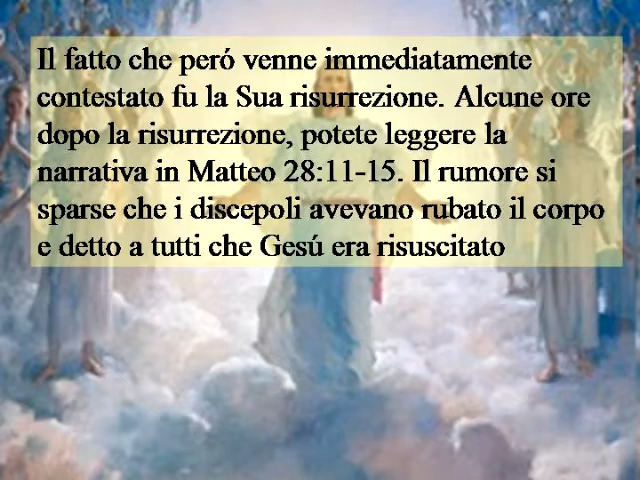 Il fatto che peró venne immediatamente
contestato fu la Sua risurrezione. Alcune ore
dopo la risurrezione, potete leggere la
narrativa in Matteo 28:11-15. Il rumore si
sparse che i discepoli avevano rubato il corpo
e detto a tutti che Gesú era risuscitato